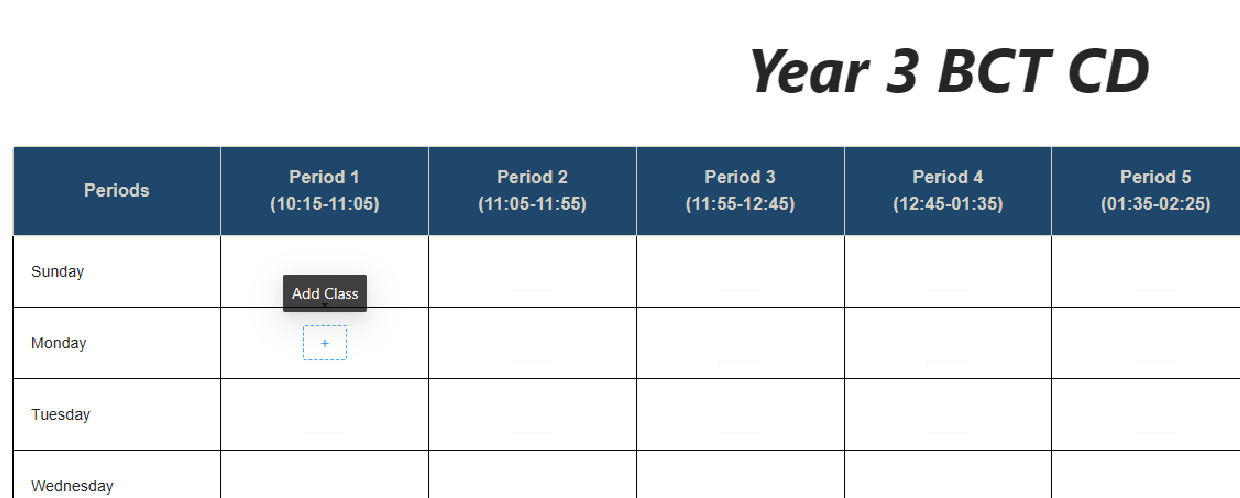 Year 3 BCT CD
Periods
Period 1
(10:15-11:05)
Period 2
(11:05-11:55)
Period 3
(11:55-12:45)
Period 4
(12:45-01:35)
Period 5
(01:35-02:25)
Sunday
Add Class
Monday
+
Tuesday
Wednesday